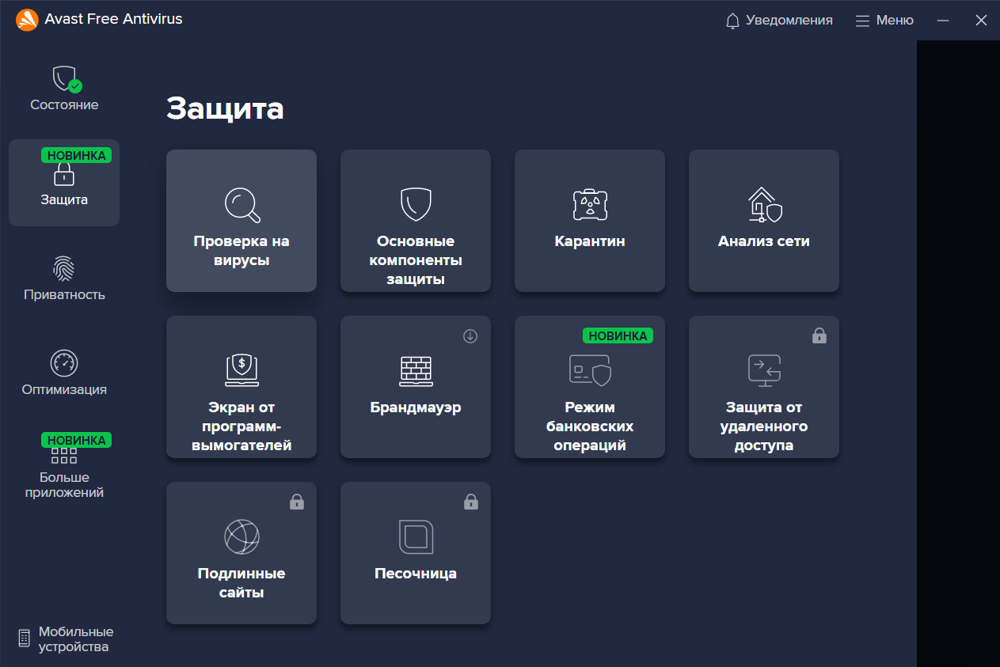 Avast Free Antivirus
Уведомления
Меню
Состояние
НОВИНКА
Защита
Приватность
Оптимизация
НОВИНКА
Больше
приложений
Мобильные
устройства
Защита
Проверка на
вирусы
Основные
компоненты
защиты
Карантин
Анализ сети
Экран от
программ-
вымогателей
Брандмауэр
НОВИНКА
Режим
банковских
операций
Защита от
удаленного
доступа
Подлинные
сайты
Песочница